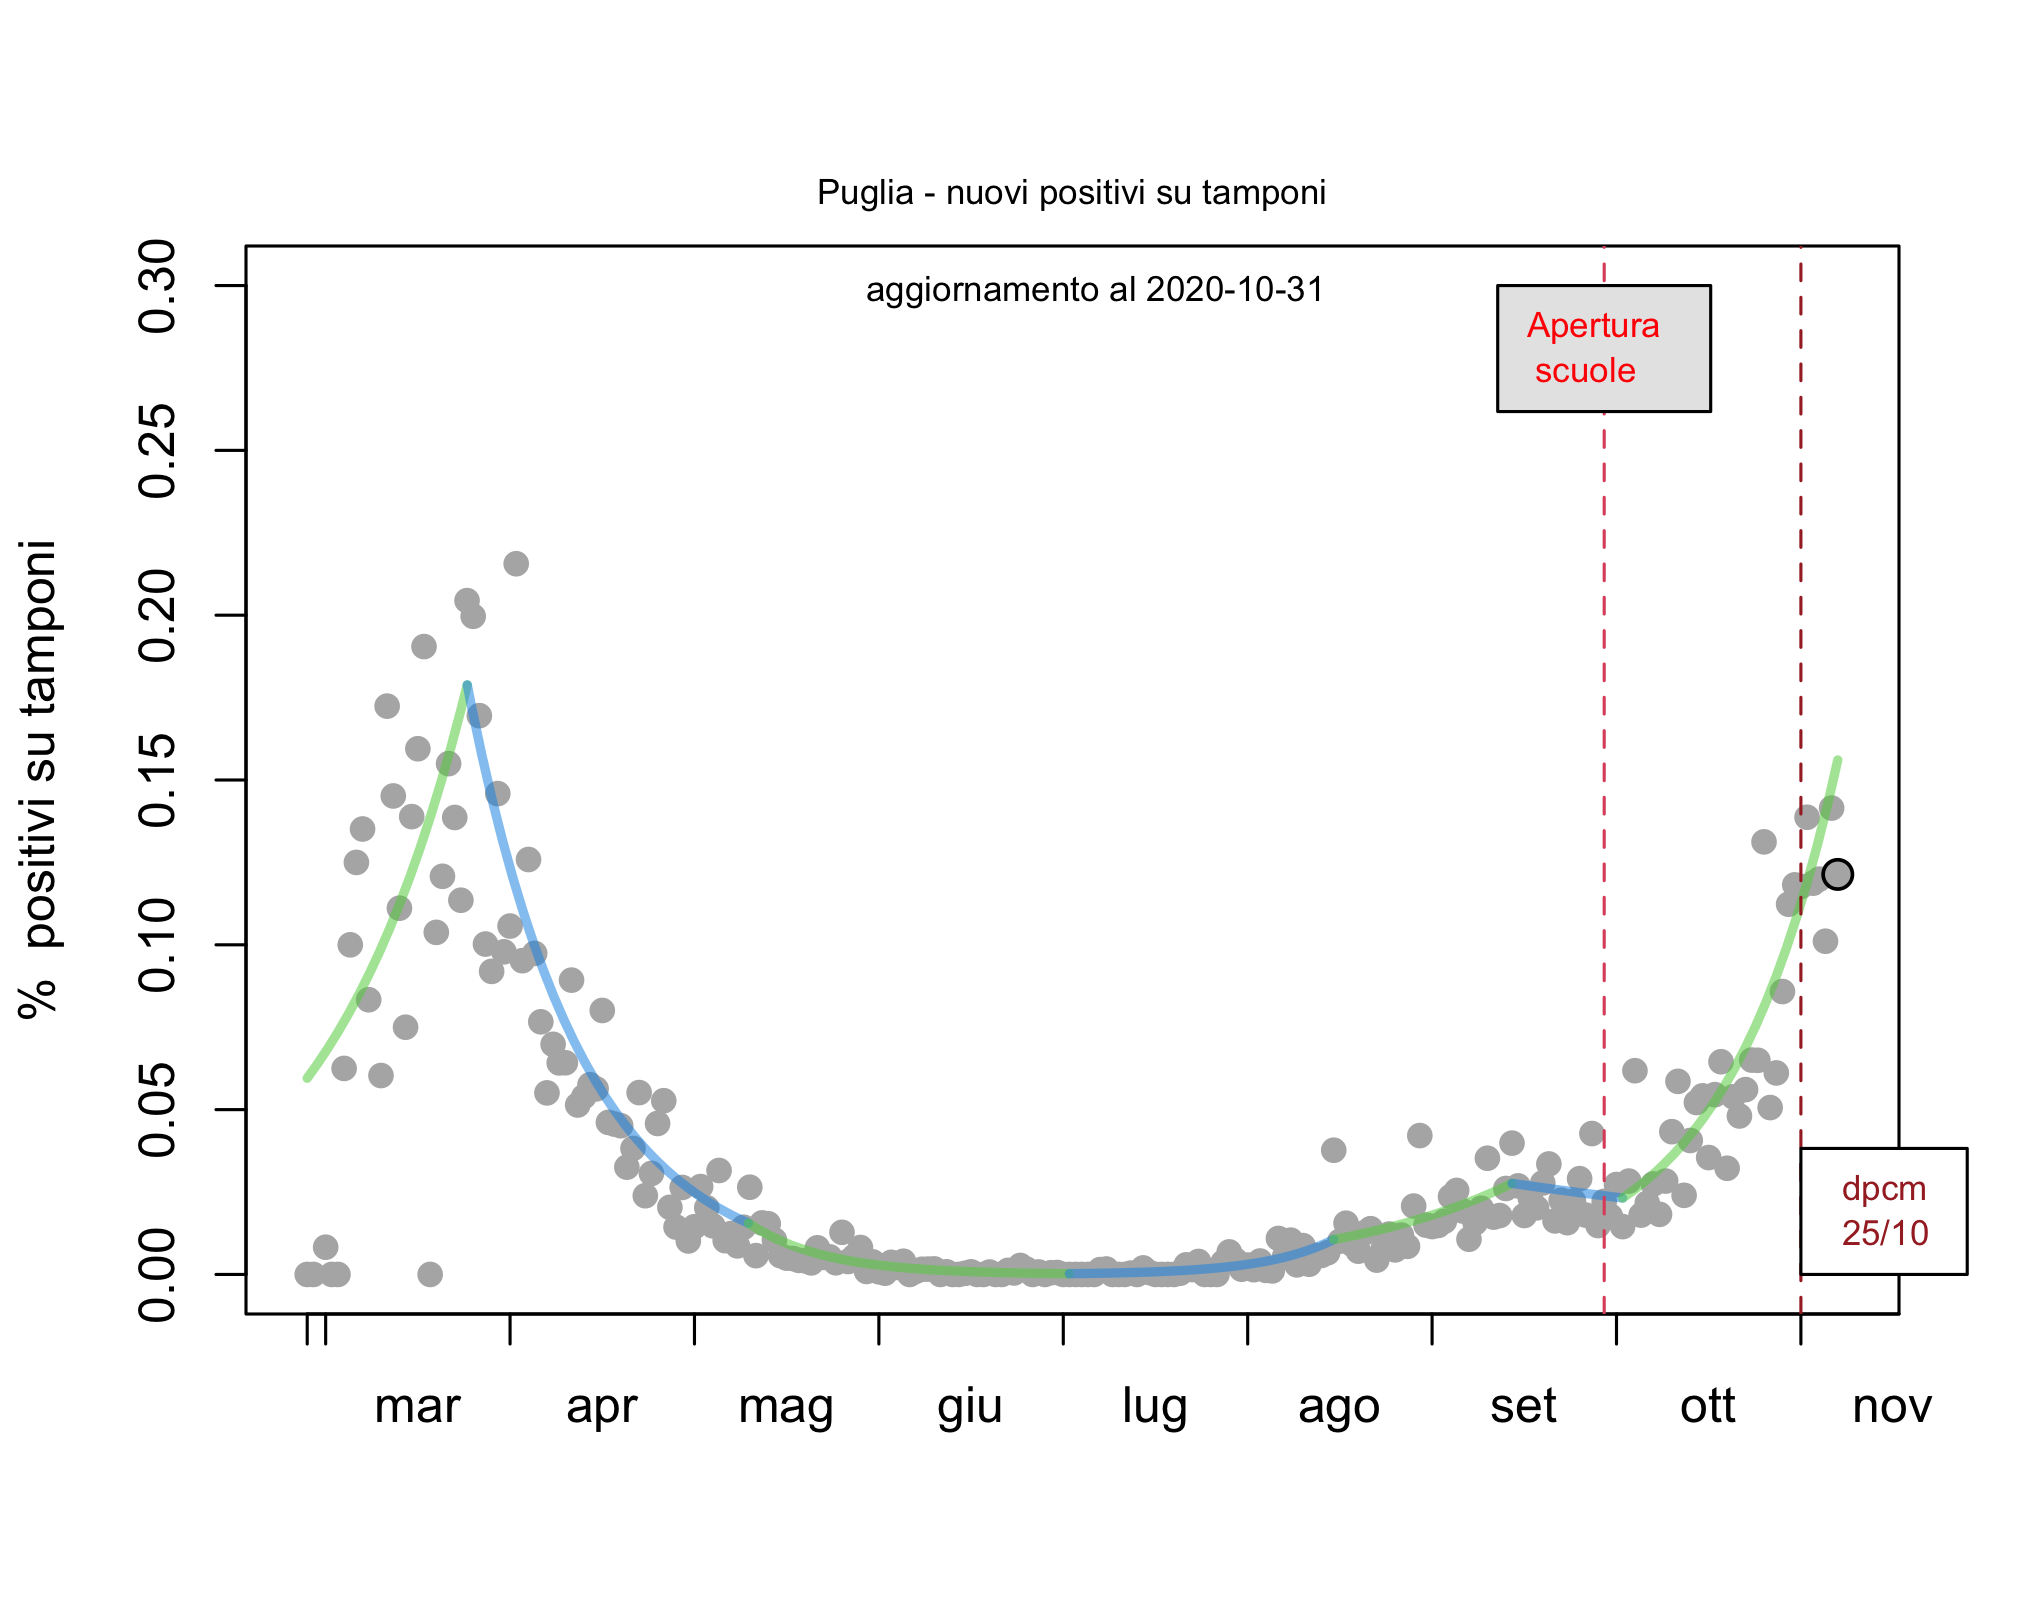 Puglia - nuovi positivi su tamponi
aggiornamento al 2020-10-31
Apertura
scuole
dpcm
25/10
% positivi su tamponi
0.30
0.25
0.20
0.15
0.10
0.05
0.00
mar apr mag giu lug ago set ott nov